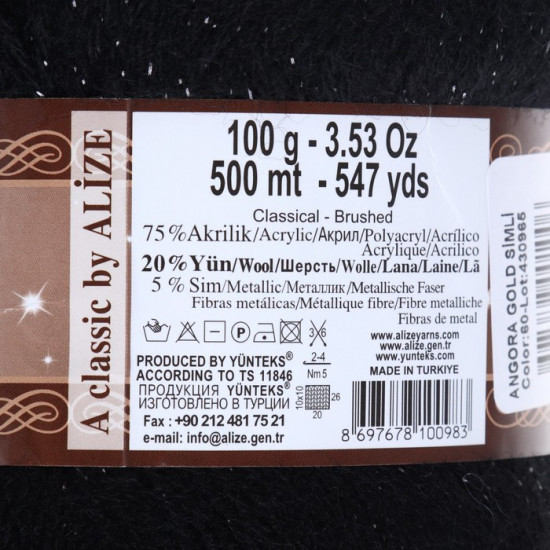 A classic by ALİZE
100 g - 3.53 Oz
500 mt - 547 yds
Classical - Brushed
75 %Akrilik/Acrylic/Акрил/Polyacryl/Acrílico
Acrylique/Acrilico
20% Yün/Wool/Шерсть/Wolle/Lana/Laine/Lã
5 % Sim/Metallic/Металлик/Metallische Faser
Fibras metálicas/Métallique fibre/Fibre metalliche
Fibras de metal
P
3/6
www.alizeyarns.com
www.alize.gen.tr
www.yunteks.com
PRODUCED BY YÜNTEKS®
ACCORDING TO TS 11846
ПРОДУКЦИЯ YÜNTEKS®
ИЗГОТОВЛЕНО В ТУРЦИИ
Fax : +90 212 481 75 21
e-mail: info@alize.gen.tr
2-4
Nm 5
10x10
26
20
MADE IN TURKIYE
8 697678 100983
ANGORA GOLD SİMLİ
Color:60-Lot:430965